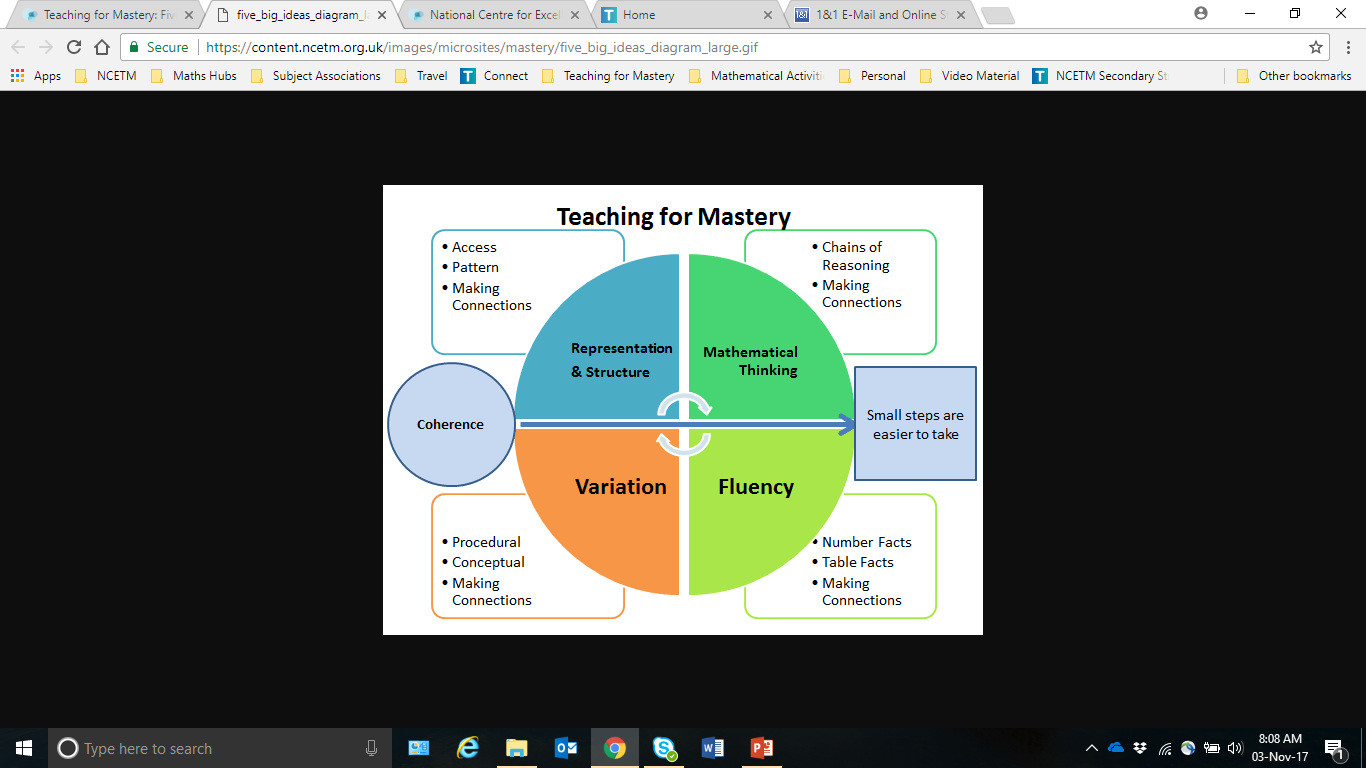 Teaching for Mastery: Fiv
five_big_ideas_diagram_l
National Centre for Excel
Home
1&1 E-Mail and Online S
Secure
https://content.ncetm.org.uk/images/microsites/mastery/five_big_ideas_diagram_large.gif
Apps
NCETM
Maths Hubs
Subject Associations
Travel
Connect
Teaching for Mastery
Mathematical Activiti
Personal
Video Material
NCETM Secondary St
Other bookmarks
Teaching for Mastery
• Access
• Pattern
• Making
Connections
• Chains of
Reasoning
• Making
Connections
Representation
& Structure
Mathematical
Thinking
Coherence
Small steps are
easier to take
Variation
Fluency
• Procedural
• Conceptual
• Making
Connections
• Number Facts
• Table Facts
• Making
Connections
Type here to search
8:08 AM
03-Nov-17